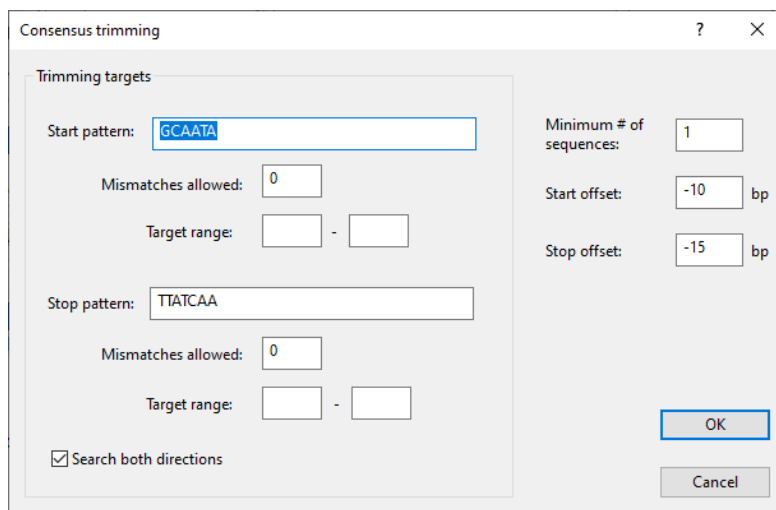 Consensus trimming
?
Trimming targets
Start pattern: GCAATA
Mismatches allowed: 0
Target range: -
Stop pattern: TTATCAA
Mismatches allowed: 0
Target range: -
Search both directions
Minimum # of
sequences: 1
Start offset: -10 bp
Stop offset: -15 bp
OK
Cancel